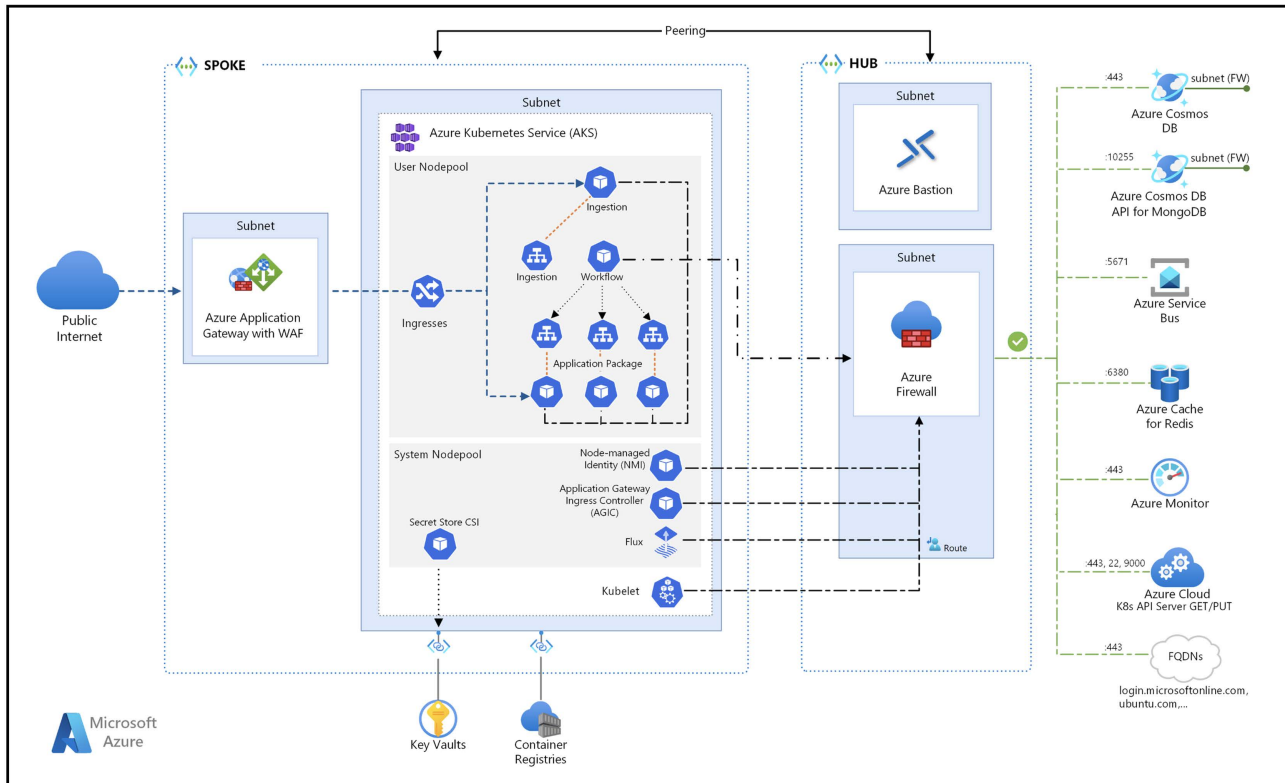 Peering
SPOKE
HUB
Subnet
Azure Kubernetes Service (AKS)
User Nodepool
Ingestion
Ingestion
Workflow
Ingresses
Application Package
Subnet
Azure Application
Gateway with WAF
Public
Internet
System Nodepool
Node-managed
Identity (NMI)
Application Gateway
Ingress Controller
(AGIC)
Secret Store CSI
Flux
Kubelet
Key Vaults
Container
Registries
Subnet
Azure Bastion
Subnet
Azure
Firewall
Route
:443
subnet (FW)
Azure Cosmos
DB
:10255
subnet (FW)
Azure Cosmos DB
API for MongoDB
:5671
Azure Service
Bus
:6380
Azure Cache
for Redis
:443
Azure Monitor
:443, 22, 9000
Azure Cloud
K8s API Server GET/PUT
:443
FQDNs
login.microsoftonline.com,
ubuntu.com,...
Microsoft
Azure